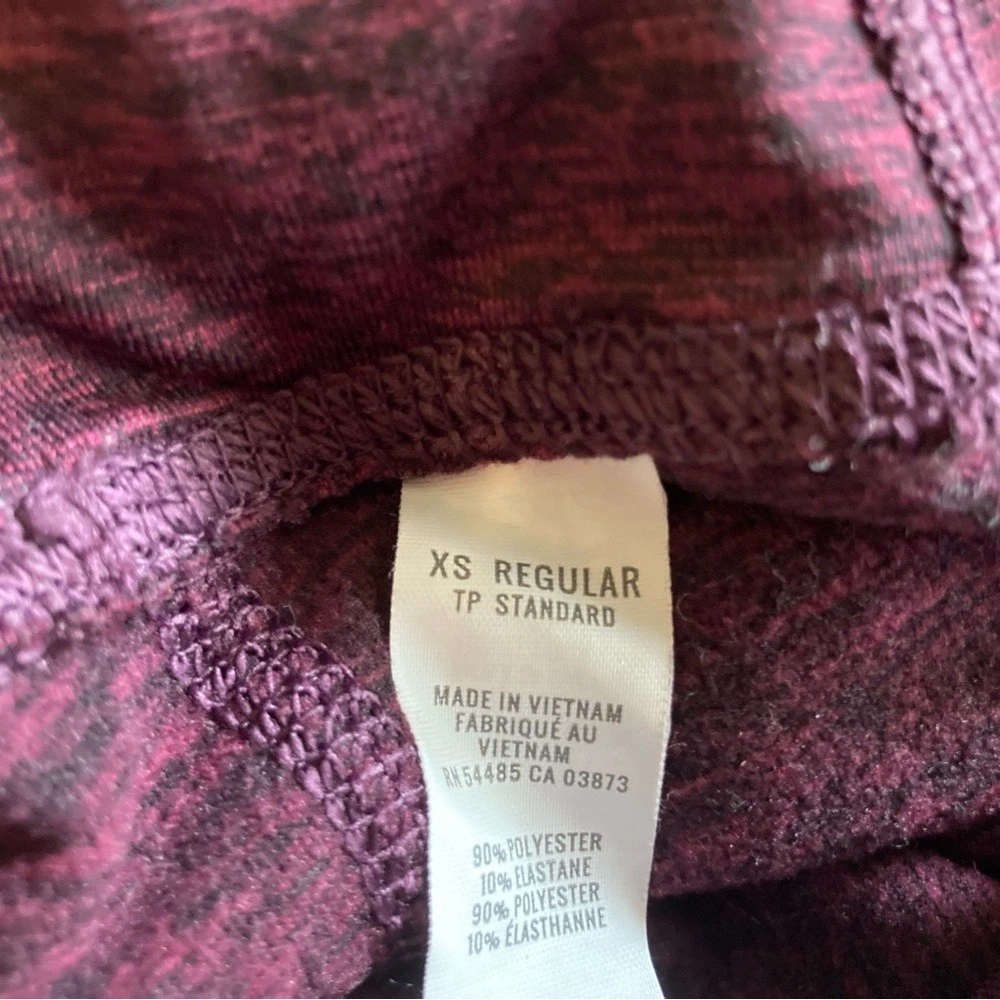 XS REGULAR
TP STANDARD
MADE IN VIETNAM
FABRIQUÉ AU
VIETNAM
RN 54485 CA 03873
90% POLYESTER
10% ELASTANE
90% POLYESTER
10% ÉLASTHANNE